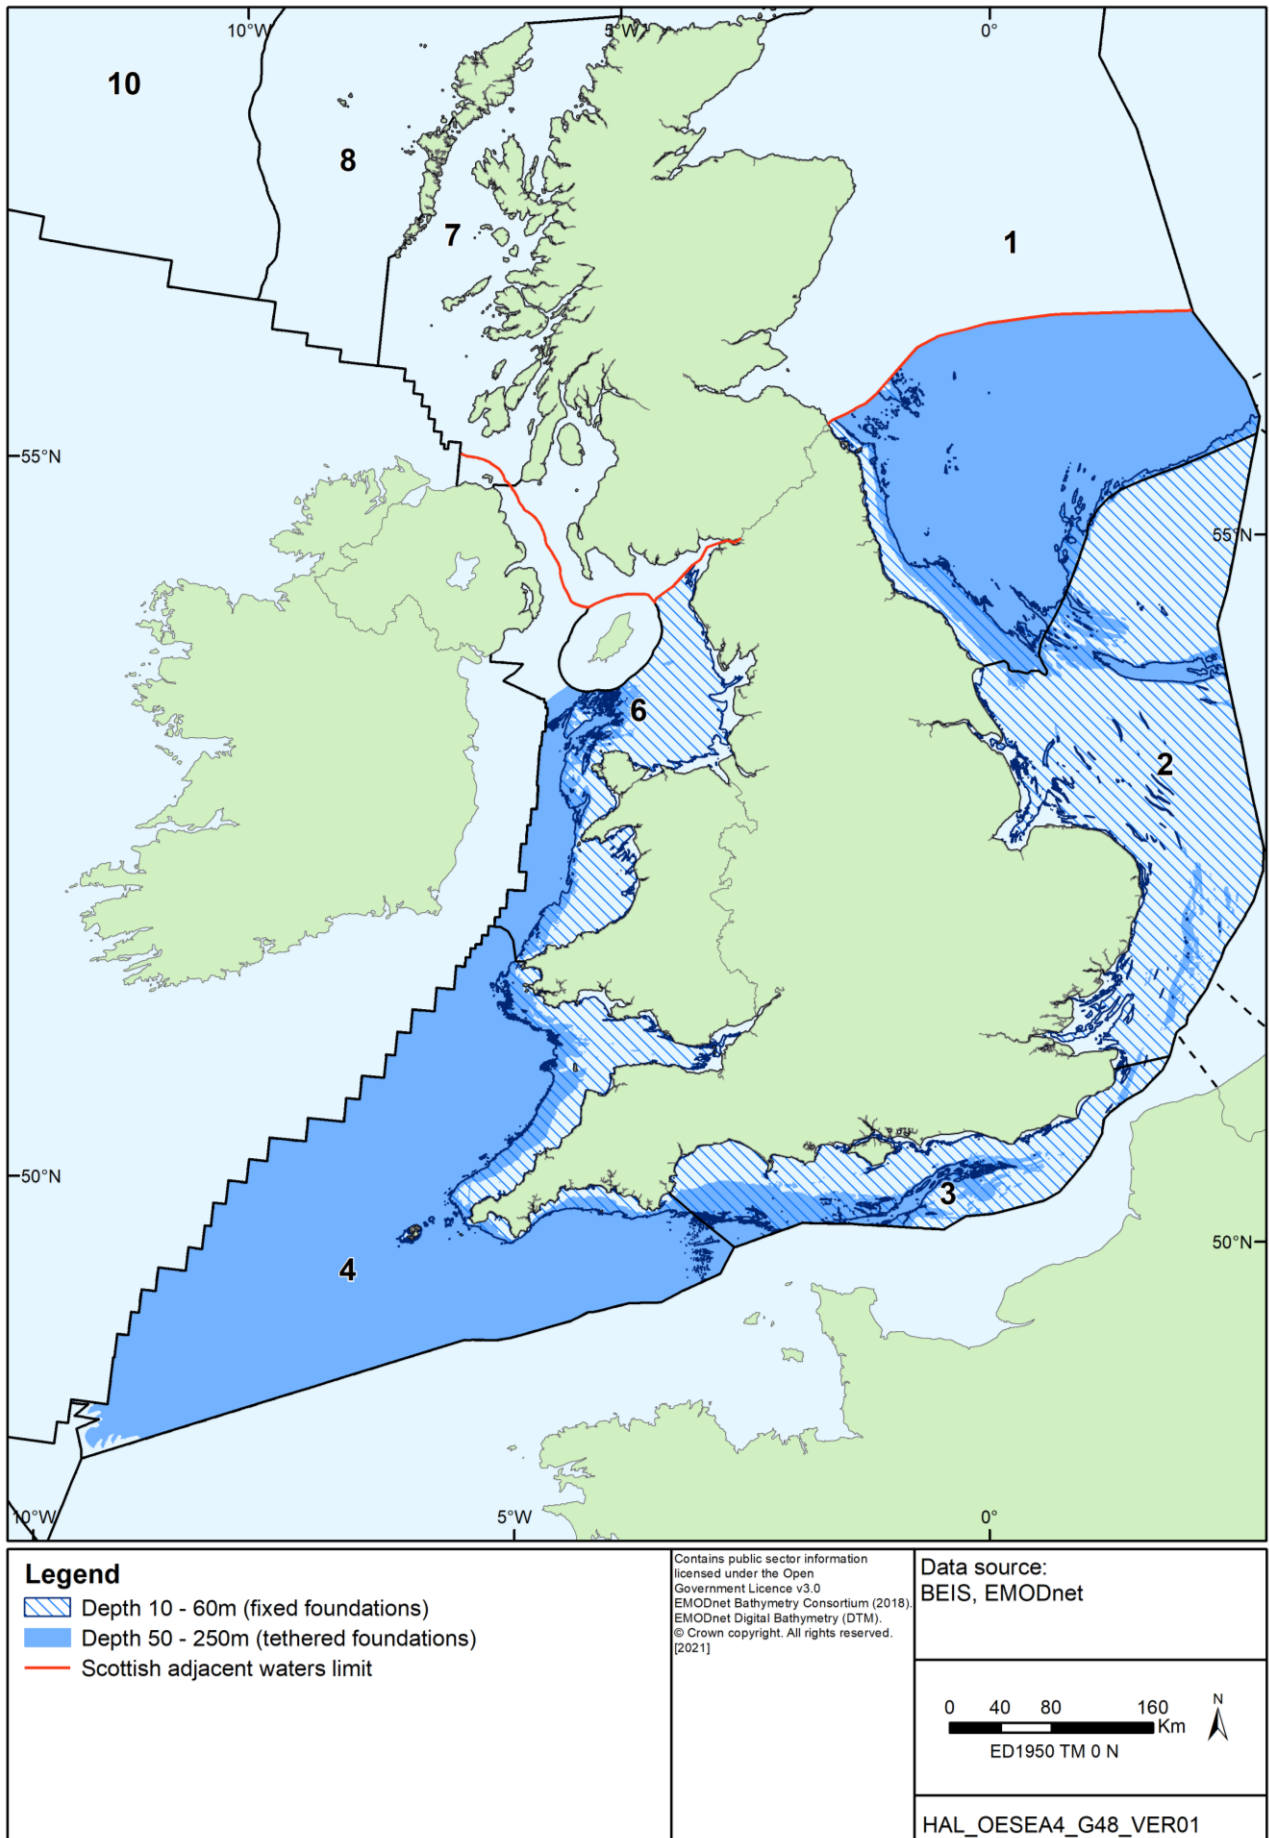 10°W
5°W
0°
10
8
7
1
55°N
55°N
6
2
50°N
3
50°N
4
10°W
5°W
0°
Legend
Depth 10 - 60m (fixed foundations)
Depth 50 - 250m (tethered foundations)
Scottish adjacent waters limit
Contains public sector information
licensed under the Open
Government Licence v3.0
EMODnet Bathymetry Consortium (2018).
EMODnet Digital Bathymetry (DTM).
© Crown copyright. All rights reserved.
[2021]
Data source:
BEIS, EMODnet
0 40 80 160
Km
N
ED1950 TM 0 N
HAL_OESEA4_G48_VER01